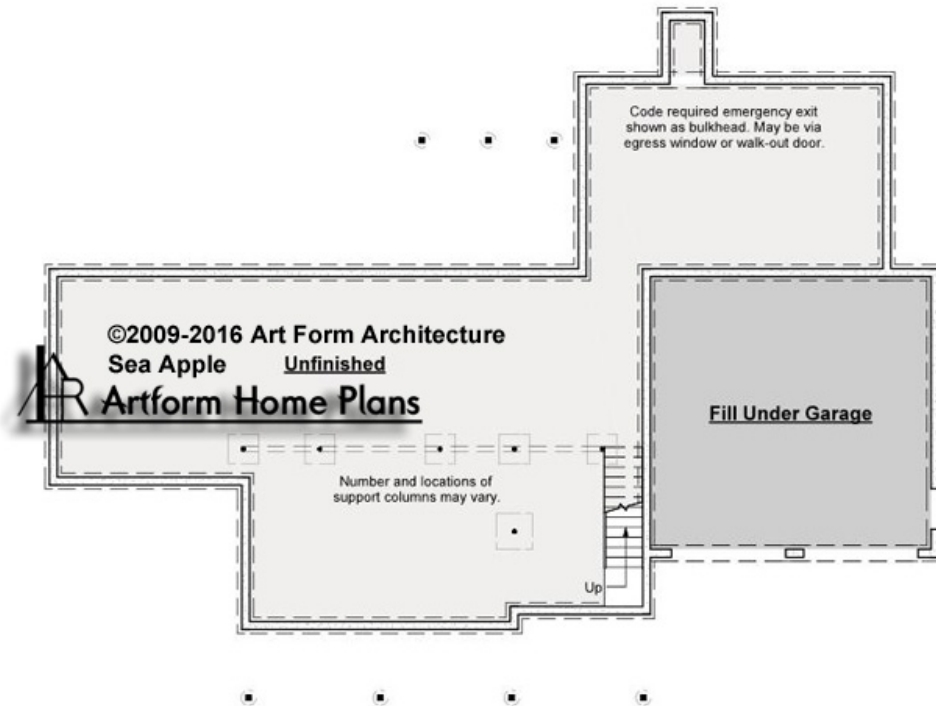 Code required emergency exit
shown as bulkhead. May be via
egress window or walk-out door.
©2009-2016 Art Form Architecture
Sea Apple Unfinished
Artform Home Plans
Fill Under Garage
Number and locations of
support columns may vary.
Up